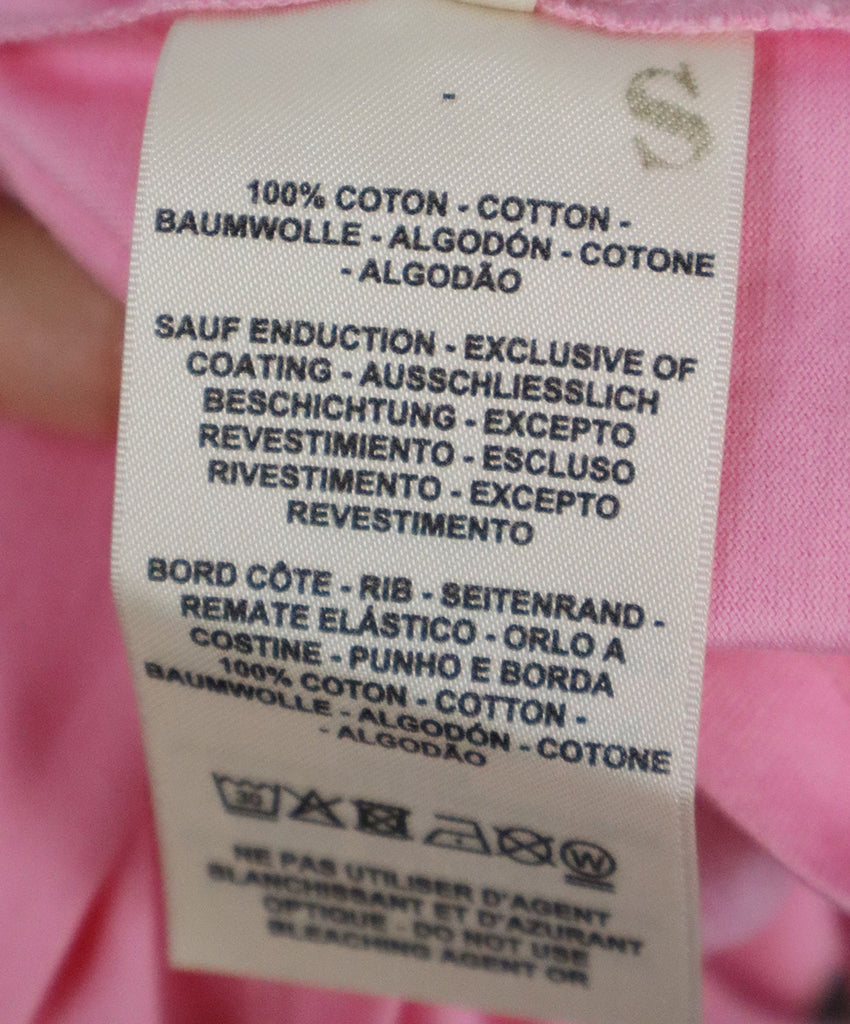 -
S
100% COTON - COTTON -
BAUMWOLLE - ALGODÓN - COTONE
- ALGODÃO
SAUF ENDUCTION - EXCLUSIVE OF
COATING - AUSSCHLIESSLICH
BESCHICHTUNG - EXCEPTO
REVESTIMIENTO - ESCLUSO
RIVESTIMENTO - EXCEPTO
REVESTIMENTO
BORD CÔTE - RIB - SEITENRAND -
REMATE ELÁSTICO - ORLO A
COSTINE - PUNHO E BORDA
100% COTON - COTTON -
BAUMWOLLE - ALGODÓN - COTONE
- ALGODÃO
30 W
NE PAS UTILISER D'AGENT
BLANCHISSANT ET D'AZURANT
OPTIQUE - DO NOT USE
BLEACHING AGENT OR